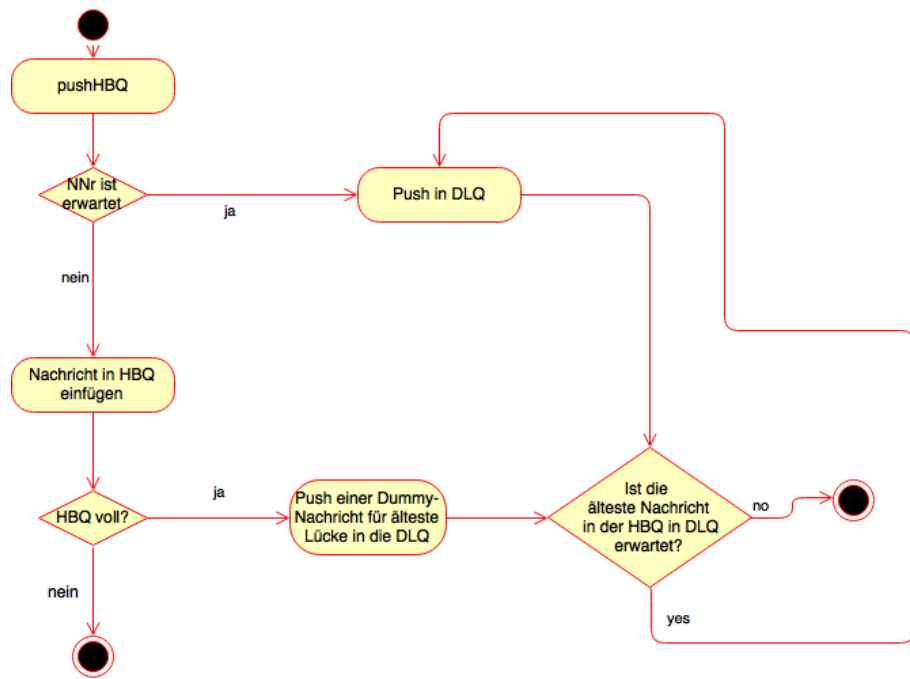 pushHBQ
NNr ist
erwartet
ja
Push in DLQ
nein
Nachricht in HBQ
einfügen
HBQ voll?
ja
Push einer Dummy-
Nachricht für älteste
Lücke in die DLQ
Ist die
älteste Nachricht
in der HBQ in DLQ
erwartet?
no
nein
yes